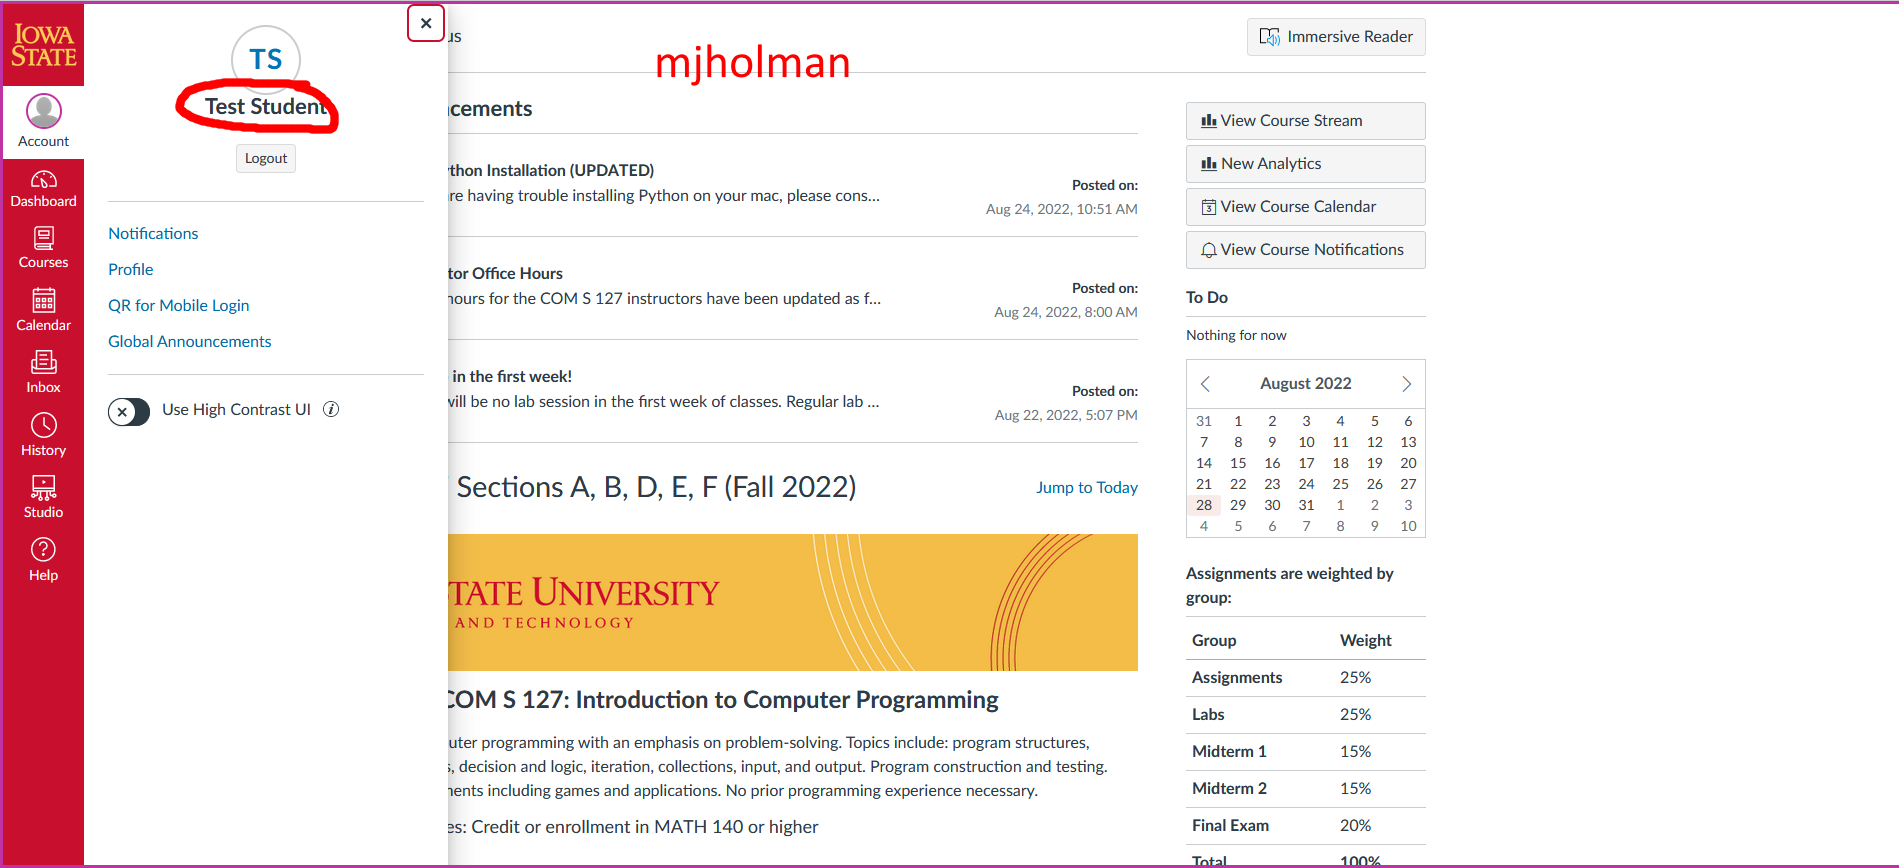 IOWA
STATE
Account
Dashboard
Courses
Calendar
Inbox
History
Studio
Help
TS
Test Student
Logout
Notifications
Profile
QR for Mobile Login
Global Announcements
Use High Contrast UI
us
mjholman
Immersive Reader
cements
thon Installation (UPDATED)
re having trouble installing Python on your mac, please cons...
Posted on:
Aug 24, 2022, 10:51 AM
tor Office Hours
hours for the COM S 127 instructors have been updated as f...
Posted on:
Aug 24, 2022, 8:00 AM
in the first week!
will be no lab session in the first week of classes. Regular lab ...
Posted on:
Aug 22, 2022, 5:07 PM
Sections A, B, D, E, F (Fall 2022)
Jump to Today
TATE UNIVERSITY
AND TECHNOLOGY
COM S 127: Introduction to Computer Programming
uter programming with an emphasis on problem-solving. Topics include: program structures,
s, decision and logic, iteration, collections, input, and output. Program construction and testing.
ents including games and applications. No prior programming experience necessary.
es: Credit or enrollment in MATH 140 or higher
View Course Stream
New Analytics
3 View Course Calendar
View Course Notifications
To Do
Nothing for now
August 2022
31 1 2 3 4 5 6
7 8 9 10 11 12 13
14 15 16 17 18 19 20
21 22 23 24 25 26 27
28 29 30 31 1 2 3
4 5 6 7 8 9 10
Assignments are weighted by
group:
Group Weight
Assignments 25%
Labs 25%
Midterm 1 15%
Midterm 2 15%
Final Exam 20%
Total 100%